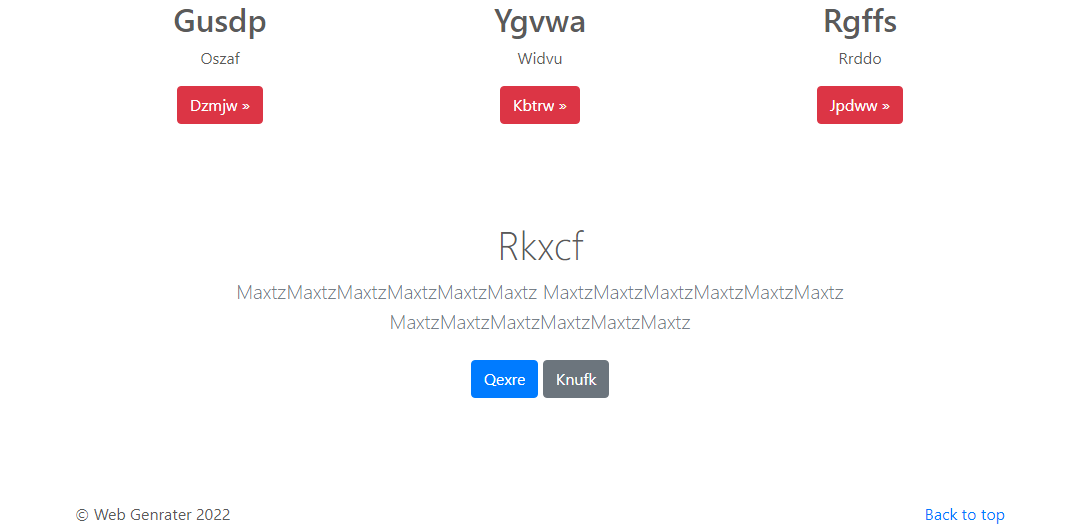 Gusdp Ygvwa Rgffs
Oszaf Widvu Rrddo
Dzmjw » Kbtrw » Jpdww »
Rkxcf
MaxtzMaxtzMaxtzMaxtzMaxtzMaxtz MaxtzMaxtzMaxtzMaxtzMaxtzMaxtz
MaxtzMaxtzMaxtzMaxtzMaxtzMaxtz
Qexre Knufk
© Web Genrater 2022 Back to top